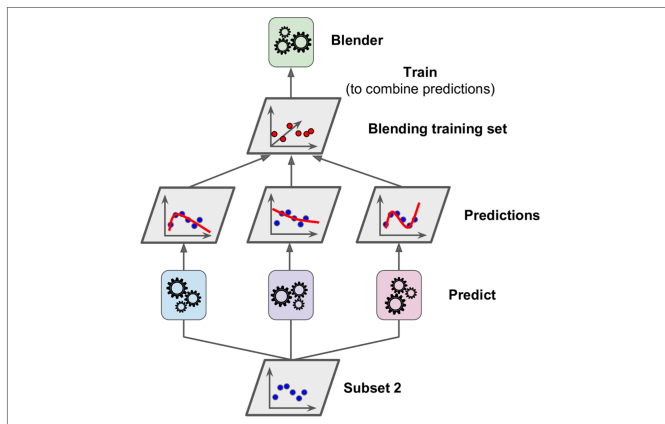 Blender
Train
(to combine predictions)
Blending training set
Predictions
Predict
Subset 2